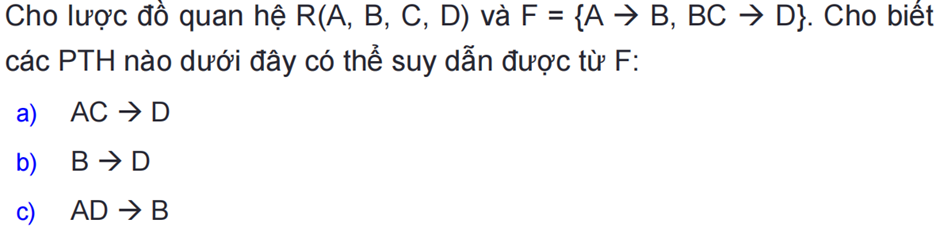 Cho lược đồ quan hệ R(A, B, C, D) và F = {A → B, BC → D}. Cho biết
các PTH nào dưới đây có thể suy dẫn được từ F:
a) AC → D
b) B → D
c) AD → B